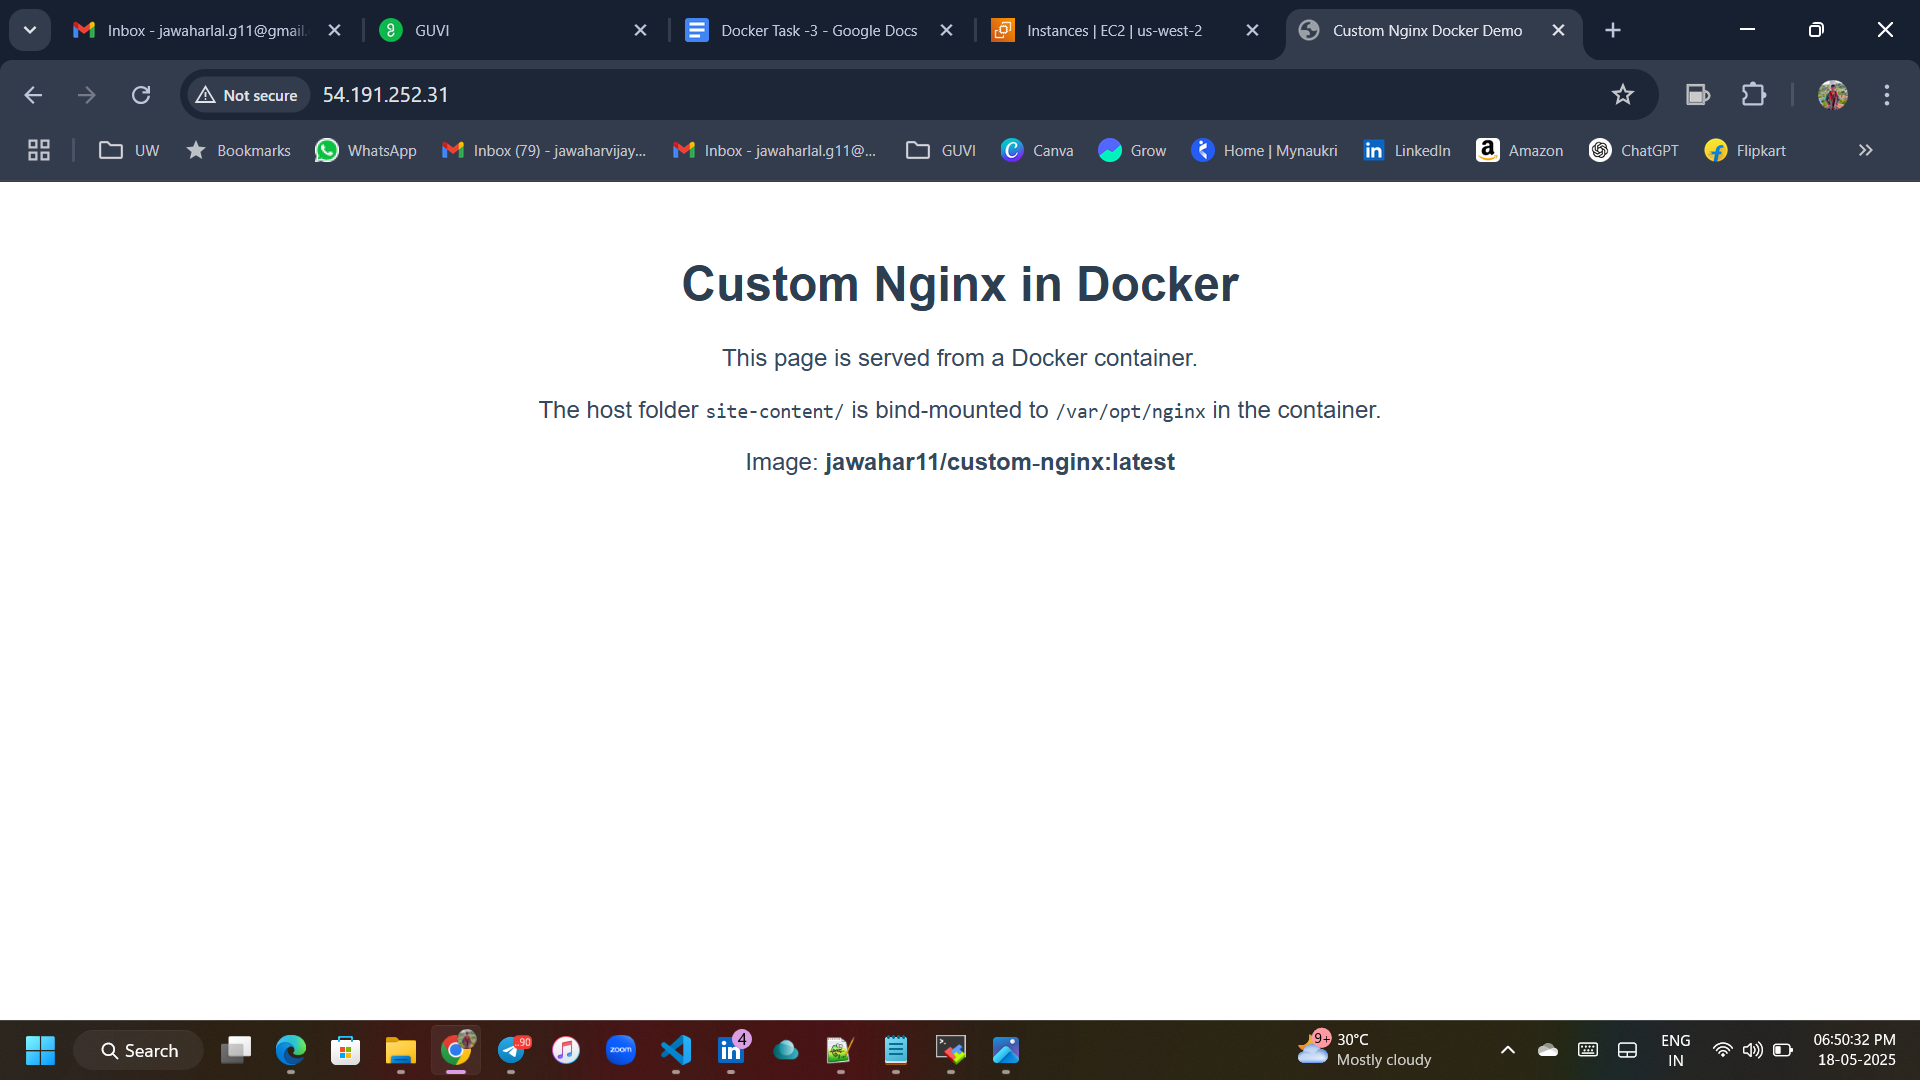 Inbox - jawaharlal.g11@gmail.
GUVI
Docker Task -3 - Google Docs
Instances | EC2 | us-west-2
Custom Nginx Docker Demo
Not secure
54.191.252.31
UW
Bookmarks
WhatsApp
Inbox (79) - jawaharvijay...
Inbox - jawaharlal.g11@...
GUVI
Canva
Grow
Home | Mynaukri
LinkedIn
Amazon
ChatGPT
Flipkart
Custom Nginx in Docker
This page is served from a Docker container.
The host folder site-content/ is bind-mounted to /var/opt/nginx in the container.
Image: jawahar11/custom-nginx:latest
Search
90
zoom
4
9+
30°C
Mostly cloudy
ENG
IN
06:50:32 PM
18-05-2025